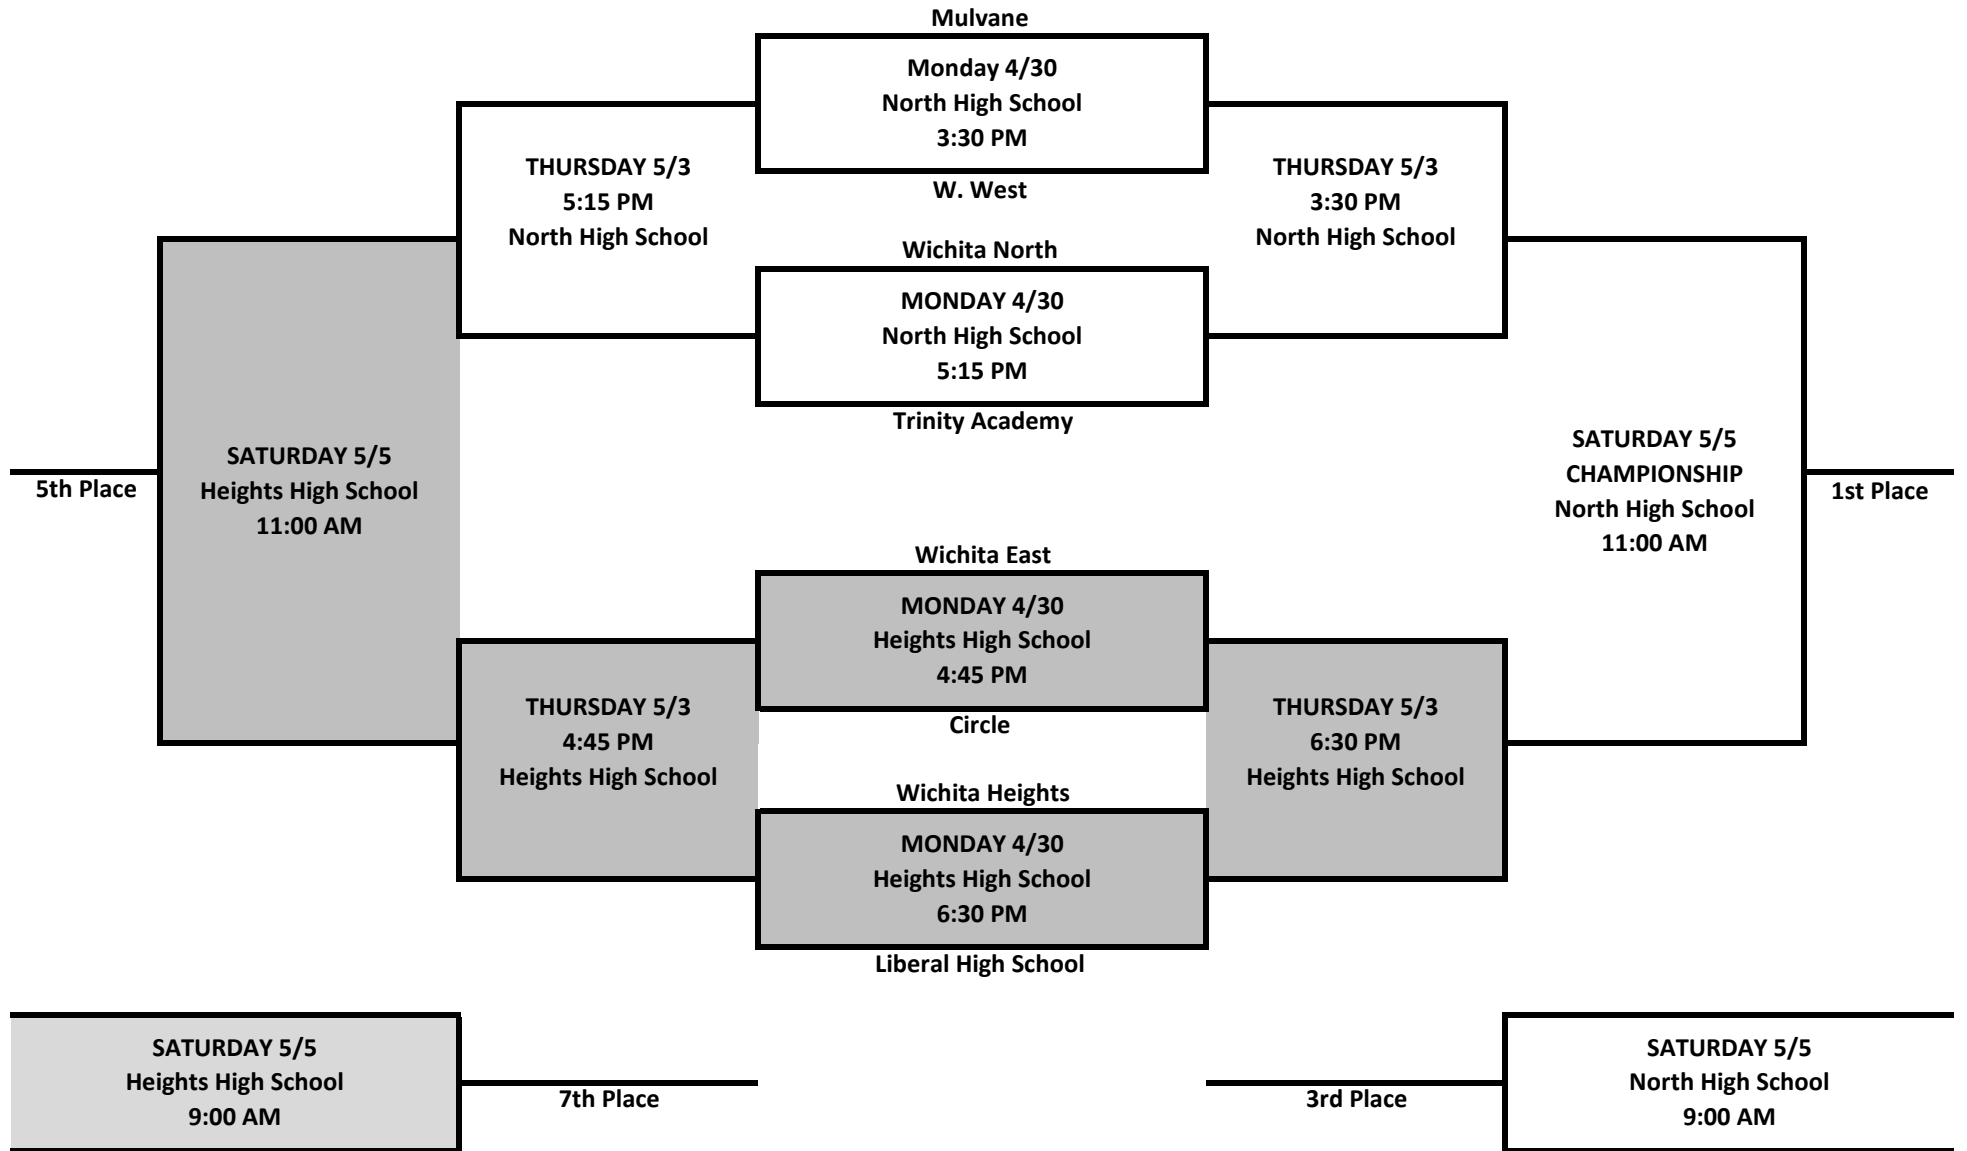 Mulvane
Monday 4/30
North High School
3:30 PM
W. West
THURSDAY 5/3
5:15 PM
North High School
THURSDAY 5/3
3:30 PM
North High School
Wichita North
MONDAY 4/30
North High School
5:15 PM
Trinity Academy
SATURDAY 5/5
Heights High School
11:00 AM
5th Place
SATURDAY 5/5
CHAMPIONSHIP
North High School
11:00 AM
1st Place
Wichita East
MONDAY 4/30
Heights High School
4:45 PM
Circle
THURSDAY 5/3
4:45 PM
Heights High School
THURSDAY 5/3
6:30 PM
Heights High School
Wichita Heights
MONDAY 4/30
Heights High School
6:30 PM
Liberal High School
SATURDAY 5/5
Heights High School
9:00 AM
7th Place
3rd Place
SATURDAY 5/5
North High School
9:00 AM